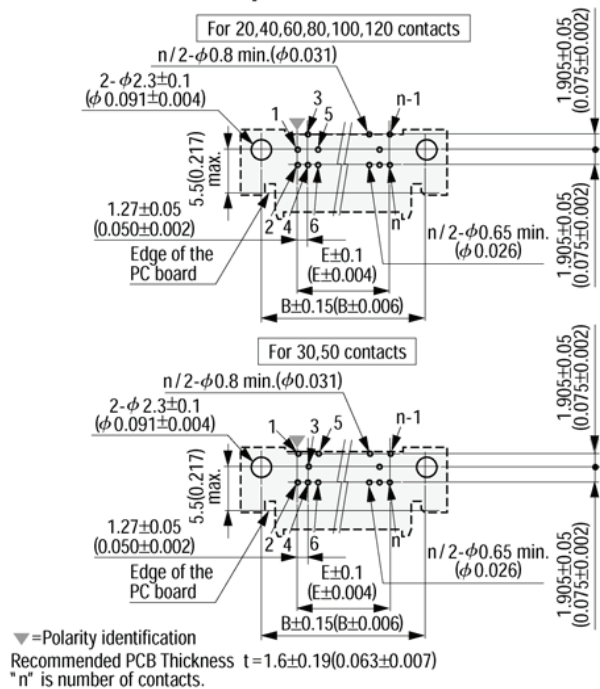 For 20,40,60,80,100,120 contacts
n/2-ϕ0.8 min.(ϕ0.031)
2-ϕ2.3±0.1
(ϕ0.091±0.004)
1
3
5
n-1
1.905±0.05
(0.075±0.002)
5.5(0.217)
max.
1.27±0.05
(0.050±0.002)
2
4
6
n
n/2-ϕ0.65 min.
(ϕ0.026)
1.905±0.05
(0.075±0.002)
Edge of the
PC board
E±0.1
(E±0.004)
B±0.15(B±0.006)
For 30,50 contacts
n/2-ϕ0.8 min.(ϕ0.031)
2-ϕ2.3±0.1
(ϕ0.091±0.004)
1
3
5
n-1
1.905±0.05
(0.075±0.002)
5.5(0.217)
max.
1.27±0.05
(0.050±0.002)
2
4
6
n
n/2-ϕ0.65 min.
(ϕ0.026)
1.905±0.05
(0.075±0.002)
Edge of the
PC board
E±0.1
(E±0.004)
B±0.15(B±0.006)
▼=Polarity identification
Recommended PCB Thickness t=1.6±0.19(0.063±0.007)
"n" is number of contacts.